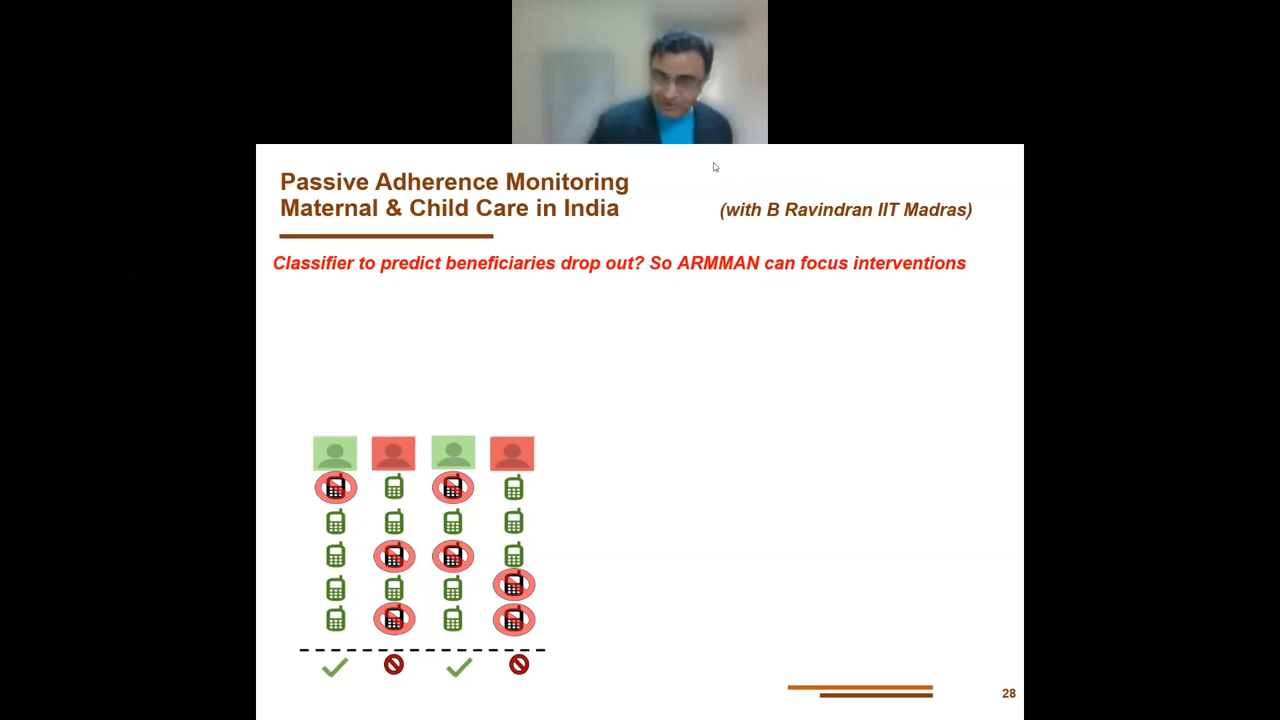 Passive Adherence Monitoring
Maternal & Child Care in India
(with B Ravindran IIT Madras)
Classifier to predict beneficiaries drop out? So ARMMAN can focus interventions
28